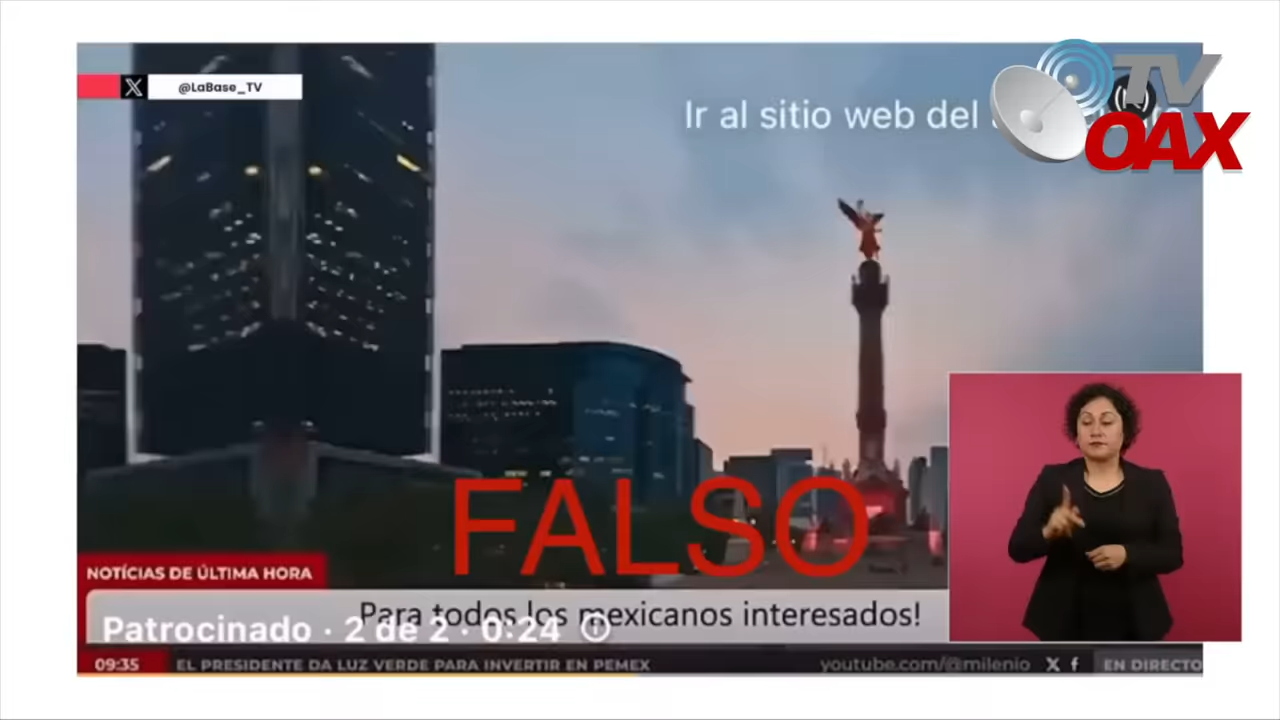 @LaBase_TV
Ir al sitio web del
TV
OAX
FALSO
NOTÍCIAS DE ÚLTIMA HORA
Para todos los mexicanos interesados!
Patrocinado · 2 de 2 · 0:24
09:35 EL PRESIDENTE DA LUZ VERDE PARA INVERTIR EN PEMEX youtube.com/@milenio EN DIRECTO